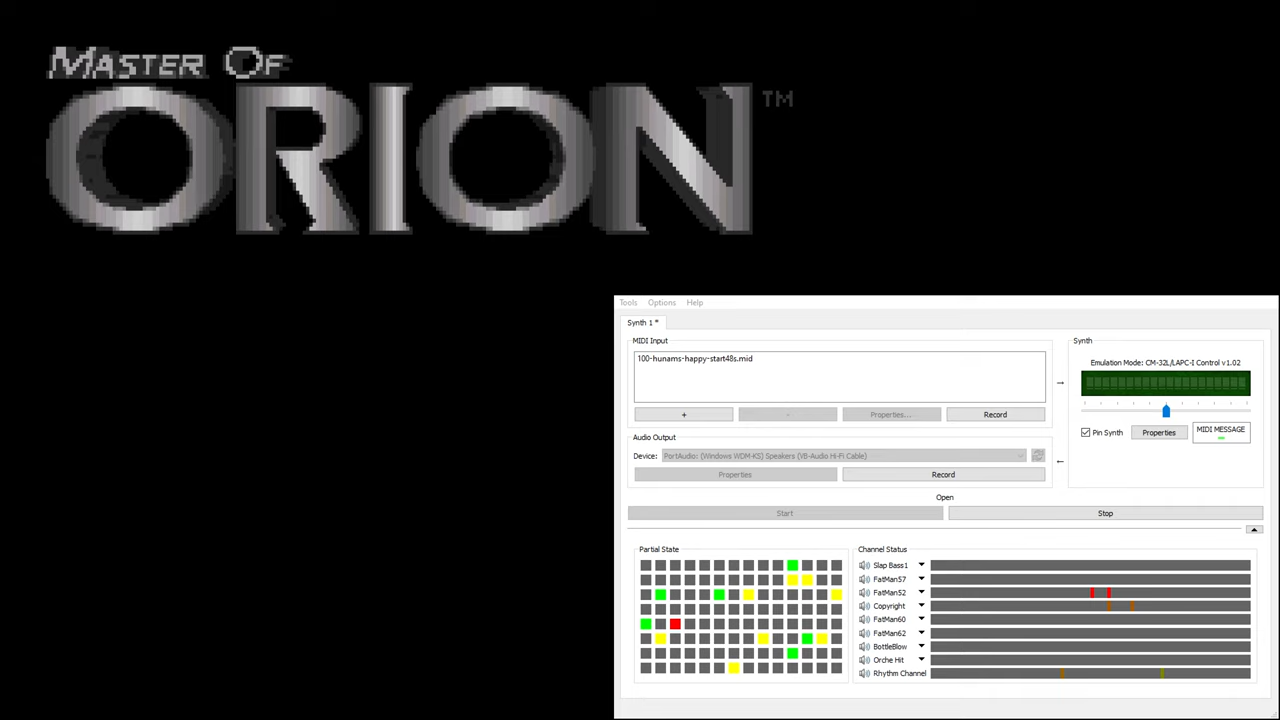 MASTER OF
ORION™
Tools Options Help
Synth 1 *
MIDI Input
100-hunams-happy-start48s.mid
+ - Properties... Record
Audio Output
Device: PortAudio: (Windows WDM-KS) Speakers (VB-Audio Hi-Fi Cable)
Properties Record
Synth
Emulation Mode: CM-32L/LAPC-I Control v1.02
Pin Synth Properties MIDI MESSAGE
Open
Start Stop
Partial State
Channel Status
Slap Bass1
FatMan57
FatMan52
Copyright
FatMan60
FatMan62
BottleBlow
Orche Hit
Rhythm Channel